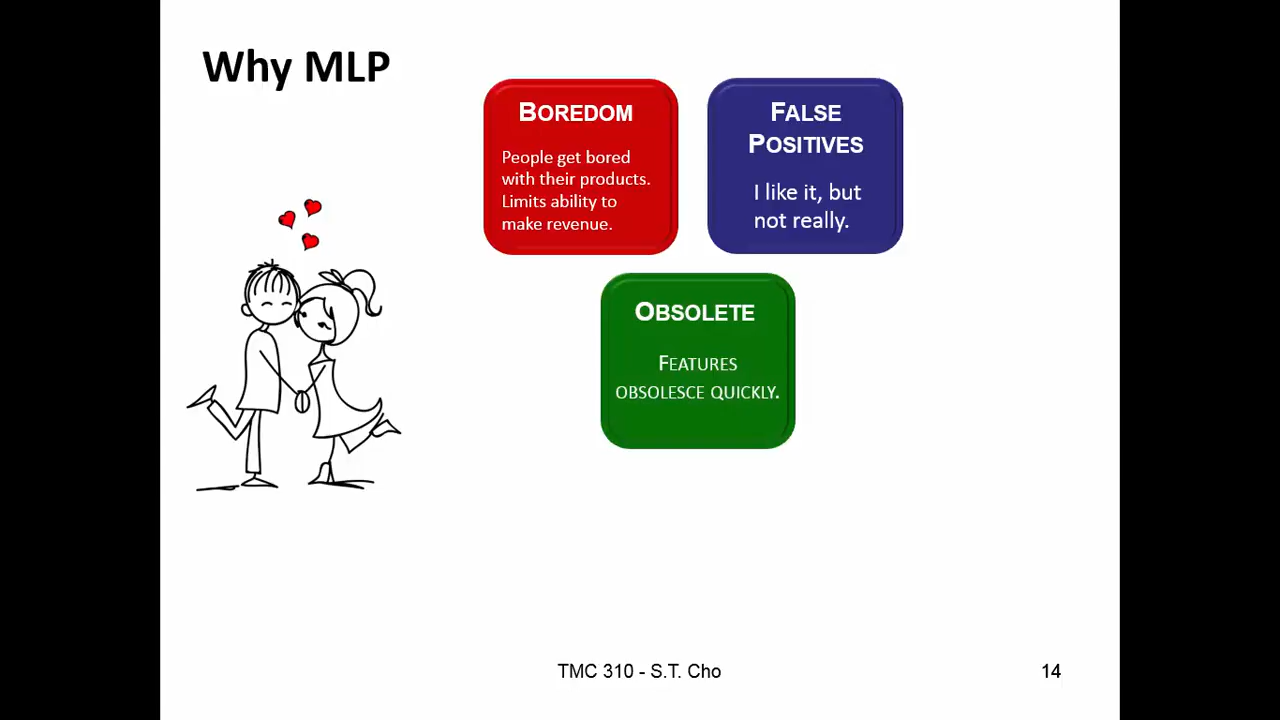 Why MLP
BOREDOM
People get bored
with their products.
Limits ability to
make revenue.
FALSE
POSITIVES
I like it, but
not really.
OBSOLETE
FEATURES
OBSOLESCE QUICKLY.
TMC 310 - S.T. Cho
14